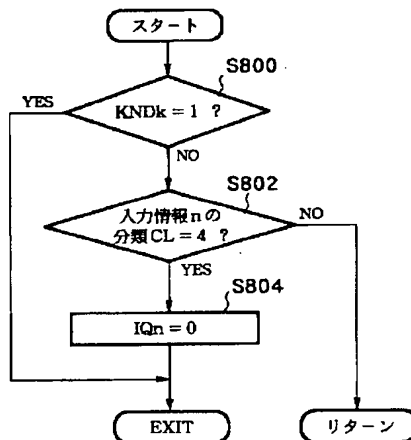 スタート
S800
YES
KNDk = 1 ?
NO
S802
入力情報nの
分類CL = 4 ?
NO
YES
S804
IQn = 0
EXIT
リターン